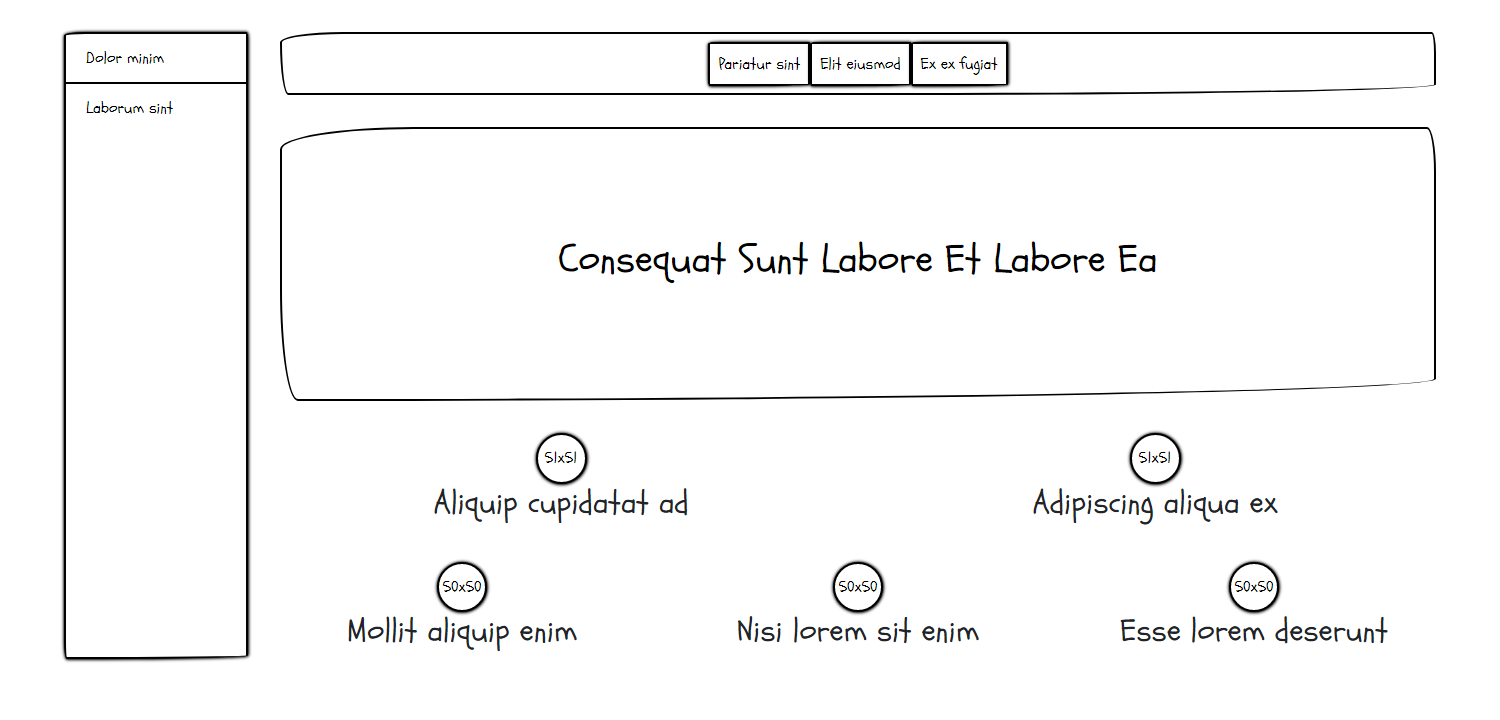 Dolor minim
Laborum sint
Pariatur sint Elit eiusmod Ex ex fugiat
Consequat Sunt Labore Et Labore Ea
51x51 51x51
Aliquip cupidatat ad Adipiscing aliqua ex
50x50 50x50 50x50
Mollit aliquip enim Nisi lorem sit enim Esse lorem deserunt